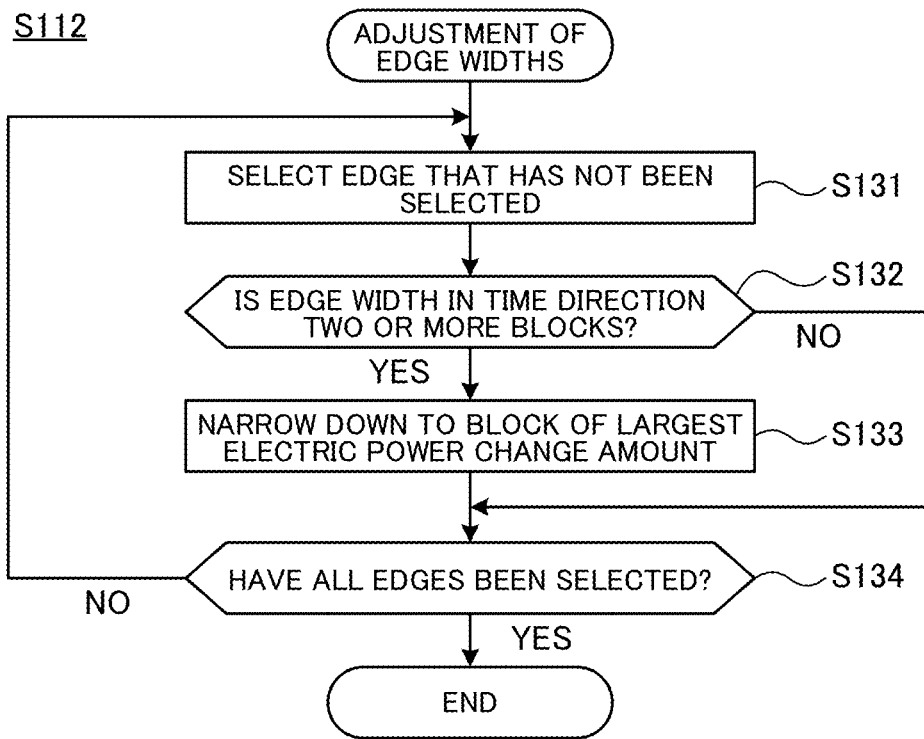 S112
ADJUSTMENT OF
EDGE WIDTHS
SELECT EDGE THAT HAS NOT BEEN
SELECTED
S131
IS EDGE WIDTH IN TIME DIRECTION
TWO OR MORE BLOCKS?
S132
NO
YES
NARROW DOWN TO BLOCK OF LARGEST
ELECTRIC POWER CHANGE AMOUNT
S133
HAVE ALL EDGES BEEN SELECTED?
S134
NO
YES
END